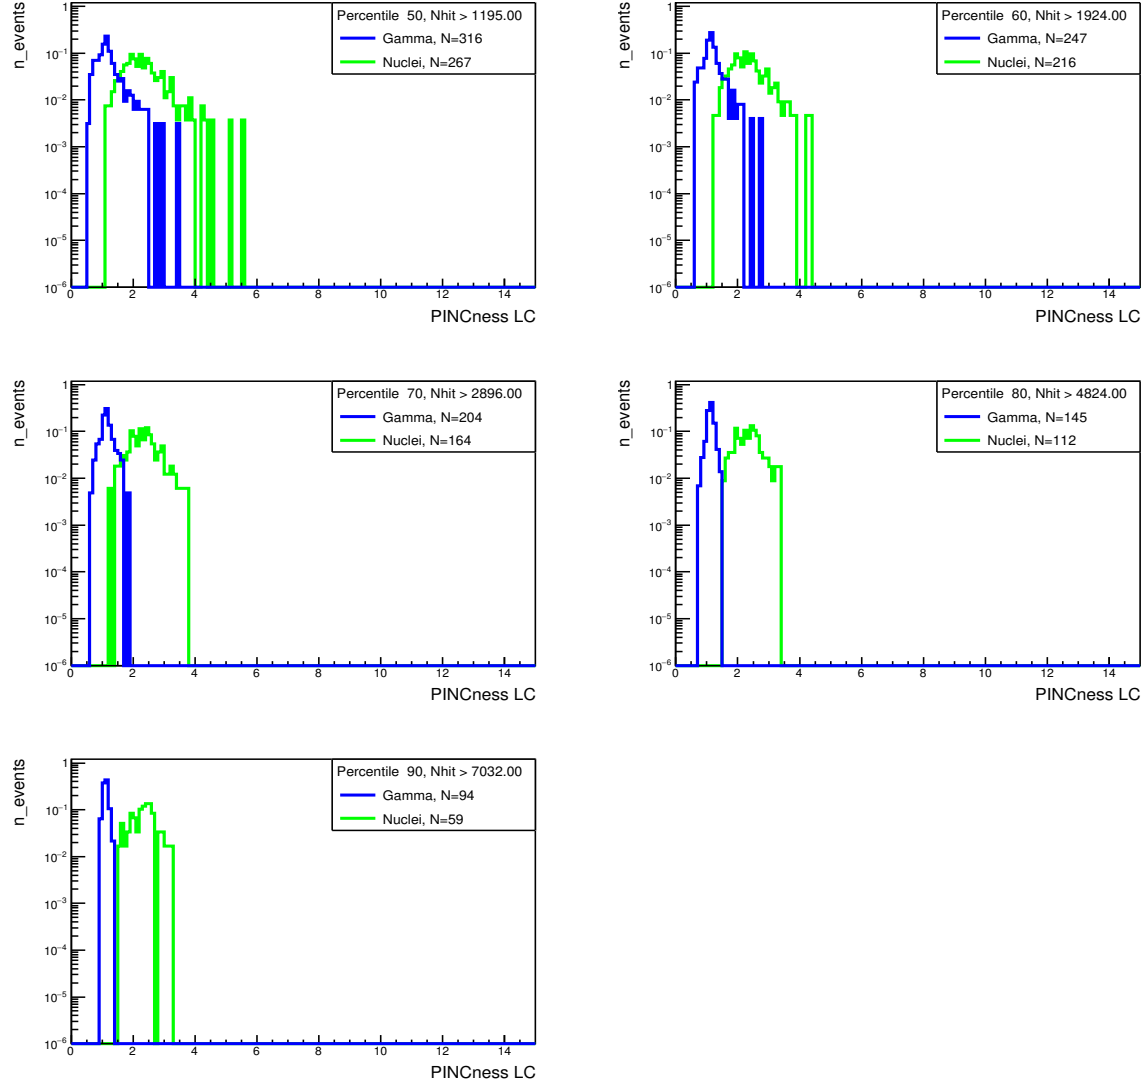 n_events
1
10⁻¹
10⁻²
10⁻³
10⁻⁴
10⁻⁵
10⁻⁶
0 2 4 6 8 10 12 14
PINCness LC
Percentile 50, Nhit > 1195.00
Gamma, N=316
Nuclei, N=267
n_events
1
10⁻¹
10⁻²
10⁻³
10⁻⁴
10⁻⁵
10⁻⁶
0 2 4 6 8 10 12 14
PINCness LC
Percentile 60, Nhit > 1924.00
Gamma, N=247
Nuclei, N=216
n_events
1
10⁻¹
10⁻²
10⁻³
10⁻⁴
10⁻⁵
10⁻⁶
0 2 4 6 8 10 12 14
PINCness LC
Percentile 70, Nhit > 2896.00
Gamma, N=204
Nuclei, N=164
n_events
1
10⁻¹
10⁻²
10⁻³
10⁻⁴
10⁻⁵
10⁻⁶
0 2 4 6 8 10 12 14
PINCness LC
Percentile 80, Nhit > 4824.00
Gamma, N=145
Nuclei, N=112
n_events
1
10⁻¹
10⁻²
10⁻³
10⁻⁴
10⁻⁵
10⁻⁶
0 2 4 6 8 10 12 14
PINCness LC
Percentile 90, Nhit > 7032.00
Gamma, N=94
Nuclei, N=59